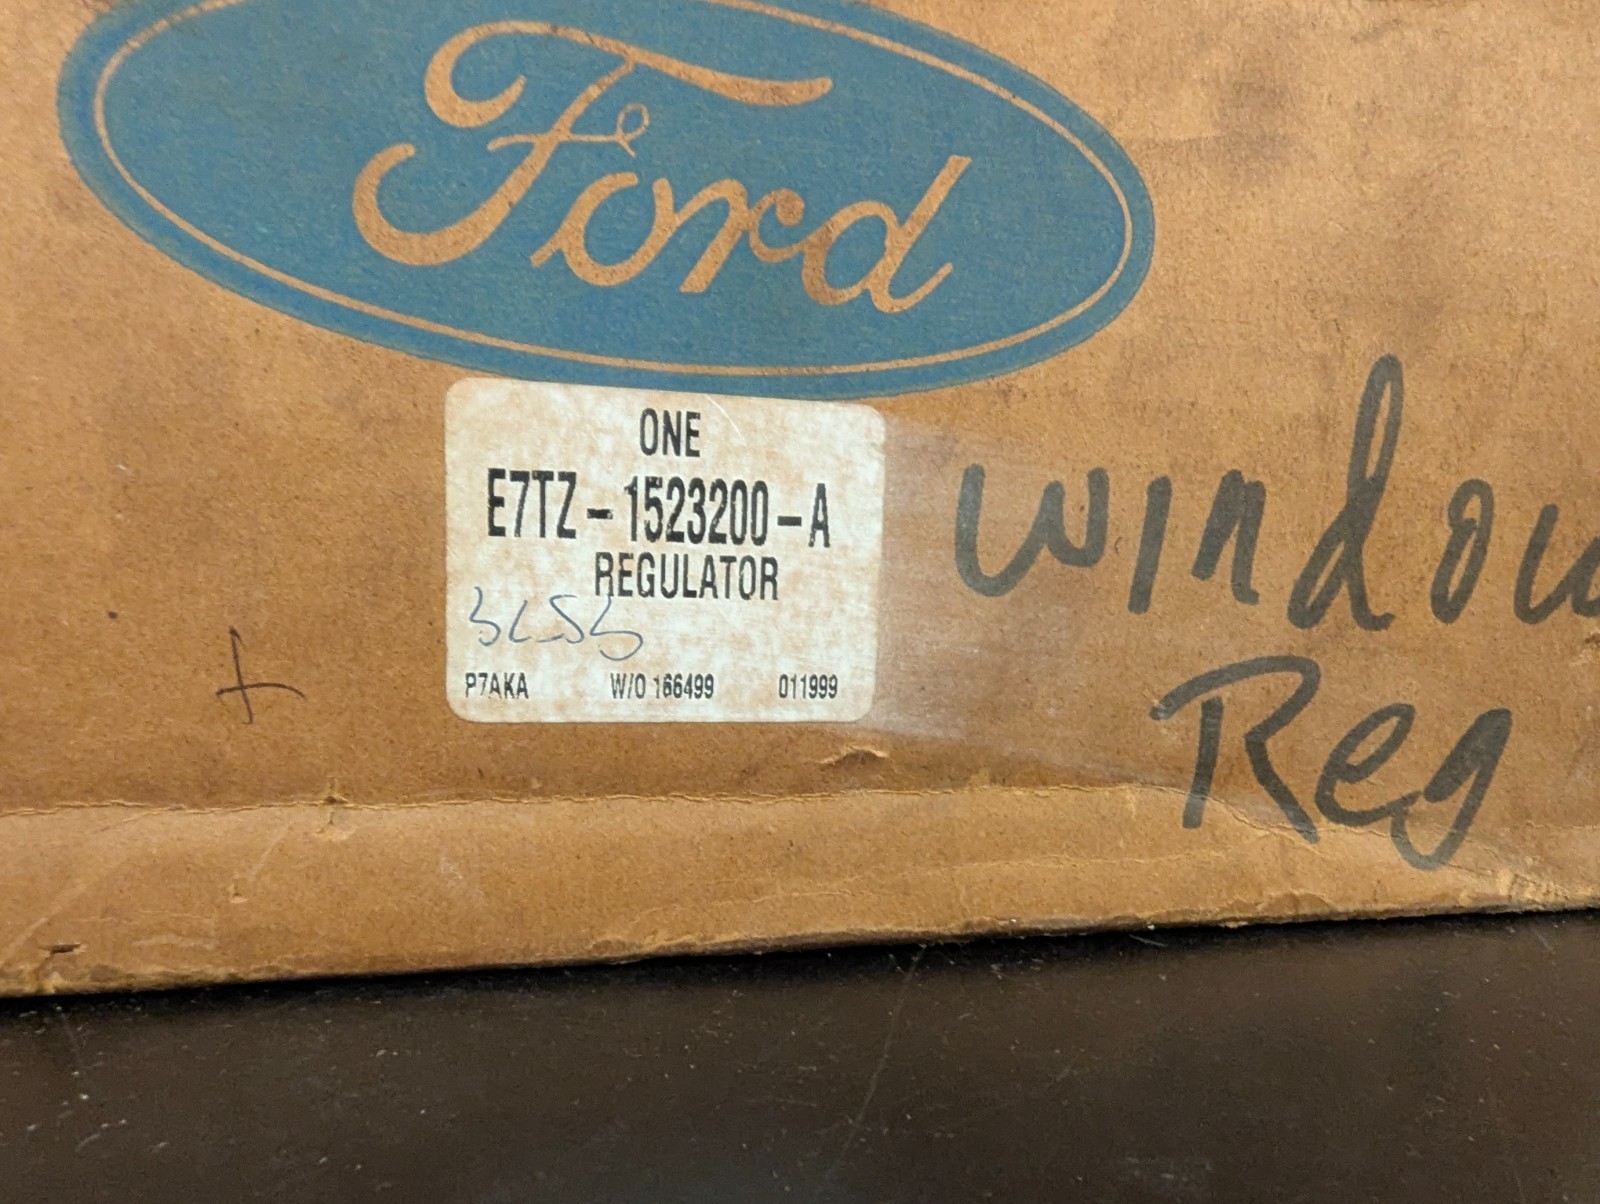 Ford
ONE
E7TZ-1523200-A
REGULATOR
P7AKA W/O 166499 011999
Window
Reg